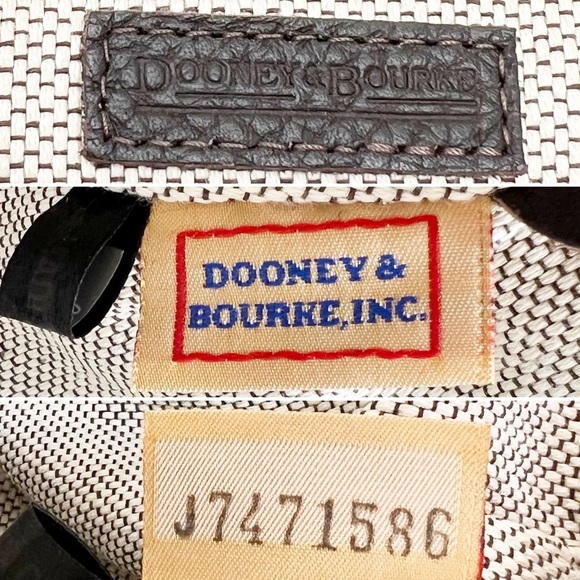 DOONEY & BOURKE
DOONEY &
BOURKE, INC.
J7471586